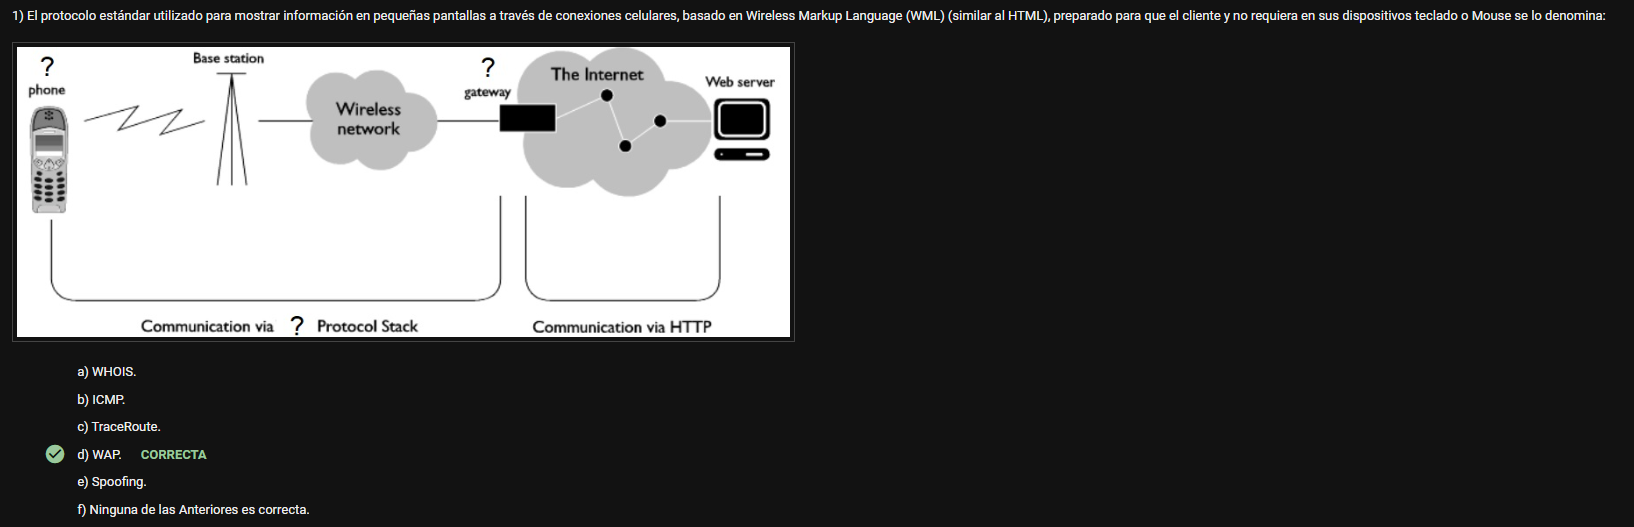 1) El protocolo estándar utilizado para mostrar información en pequeñas pantallas a través de conexiones celulares, basado en Wireless Markup Language (WML) (similar al HTML), preparado para que el cliente y no requiera en sus dispositivos teclado o Mouse se lo denomina:
?
phone
Base station
Wireless
network
?
gateway
The Internet
Web server
Communication via ? Protocol Stack
Communication via HTTP
a) WHOIS.
b) ICMP.
c) TraceRoute.
d) WAP. CORRECTA
e) Spoofing.
f) Ninguna de las Anteriores es correcta.